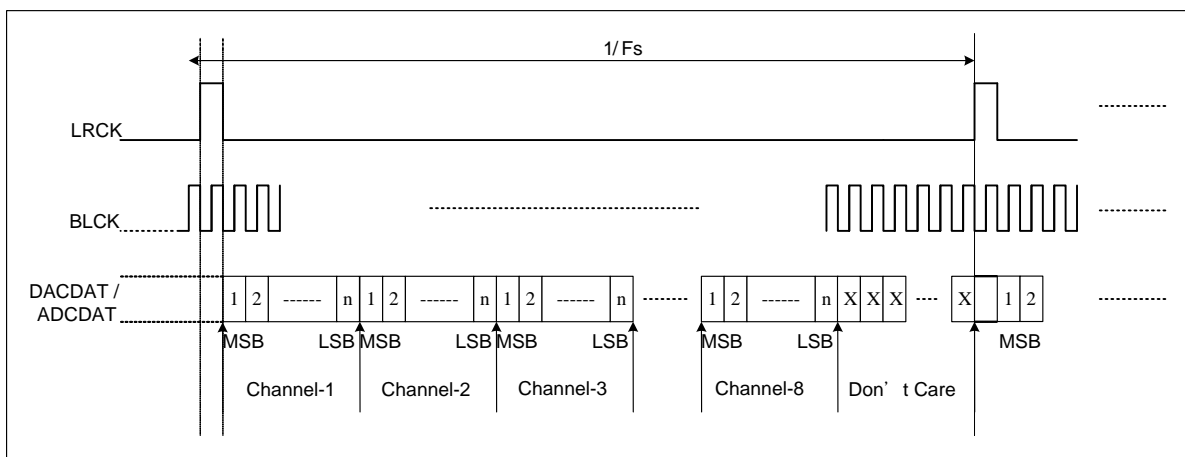 1/ Fs
LRCK
BLCK
DACDAT /
ADCDAT
1 2 ------ n 1 2 ------ n 1 2 ------ n 1 2 ------ n X X X X 1 2
MSB LSB MSB LSB MSB LSB MSB LSB MSB
Channel-1 Channel-2 Channel-3 Channel-8 Don’ t Care